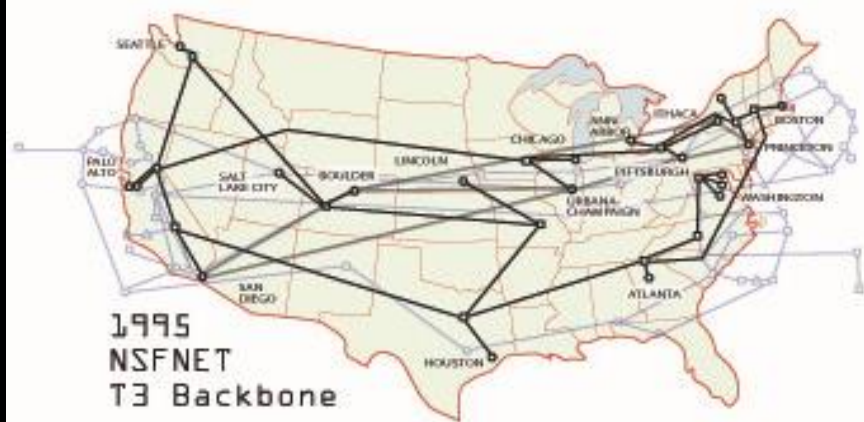 SEATTLE
PALO
ALTO
SALT
LAKE CITY
BOULDER
LINCOLN
CHICAGO
ANN
ARBOR
ITHACA
BOSTON
PRINCETON
PITTSBURGH
URBANA-
CHAMPAIGN
WASHINGTON
SAN
DIEGO
ATLANTA
HOUSTON
1995
NSFNET
T3 Backbone